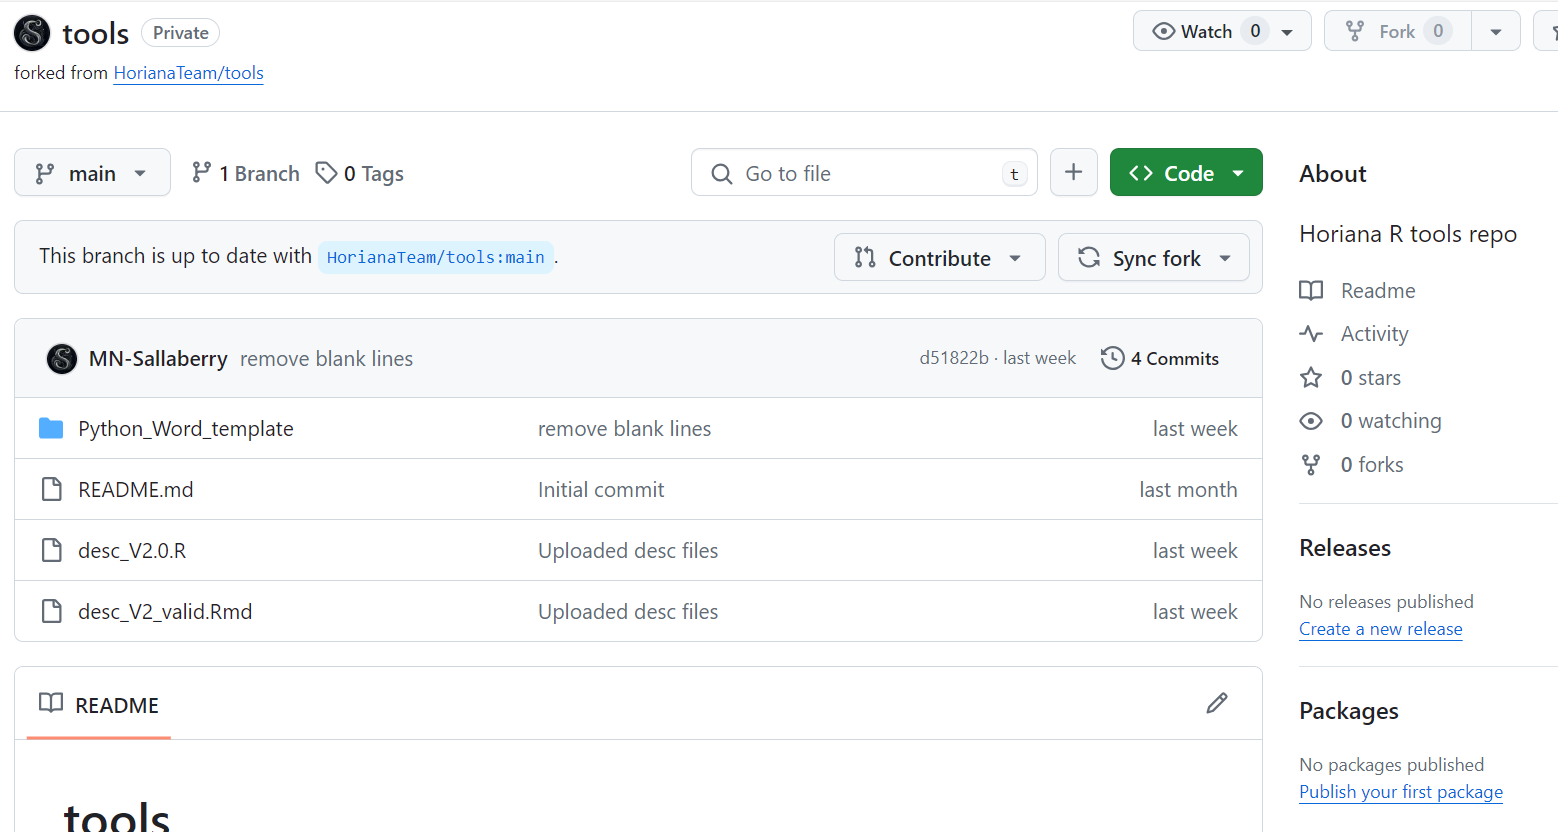 tools Private Watch 0 Fork 0
forked from HorianaTeam/tools
main 1 Branch 0 Tags Go to file t Code
This branch is up to date with HorianaTeam/tools:main. Contribute Sync fork
MN-Sallaberry remove blank lines d51822b · last week 4 Commits
Python_Word_template remove blank lines last week
README.md Initial commit last month
desc_V2.0.R Uploaded desc files last week
desc_V2_valid.Rmd Uploaded desc files last week
README
tools
About
Horiana R tools repo
Readme
Activity
0 stars
0 watching
0 forks
Releases
No releases published
Create a new release
Packages
No packages published
Publish your first package